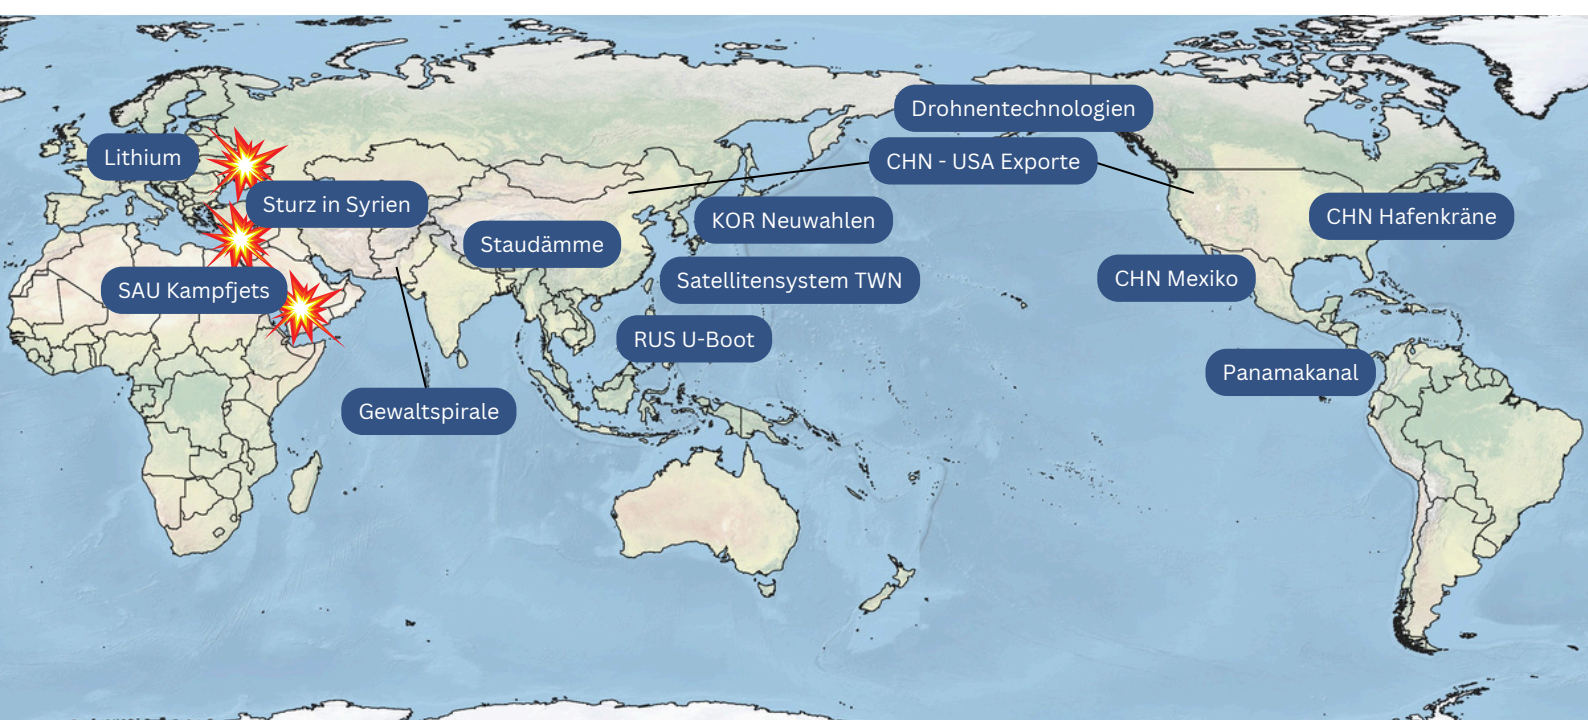 Drohnentechnologien
Lithium
CHN - USA Exporte
Sturz in Syrien
KOR Neuwahlen
CHN Hafenkräne
Staudämme
SAU Kampfjets
Satellitensystem TWN
CHN Mexiko
RUS U-Boot
Panamakanal
Gewaltspirale